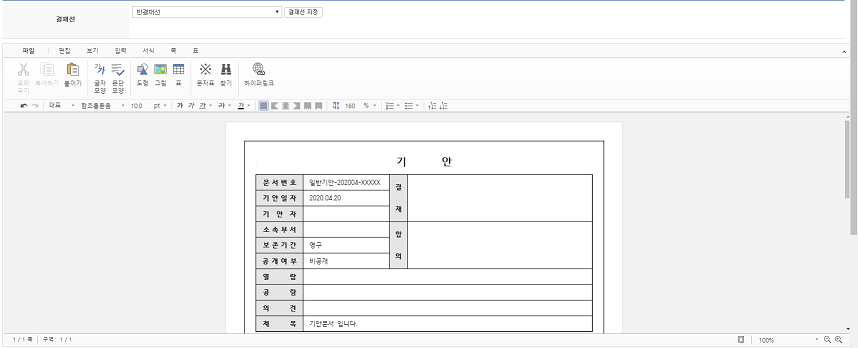 결재선 빈결재선 결재선 지정
파일 편집 보기 입력 서식 쪽 표
오려 두기 복사하기 붙이기 글자 모양 문단 모양 도형 그림 표 문자표 찾기 하이퍼링크
대표 함초롬돋움 10.0 pt 가 가 가 가 가 160 %
기 안
문서번호 일반기안-202004-XXXXX 결 재
기안일자 2020.04.20
기 안 자
소속부서 합 의
보존기간 영구
공개여부 비공개
열 람
공 람
의 견
제 목 기안문서 입니다.
1 / 1 쪽 구역 : 1 / 1 100%